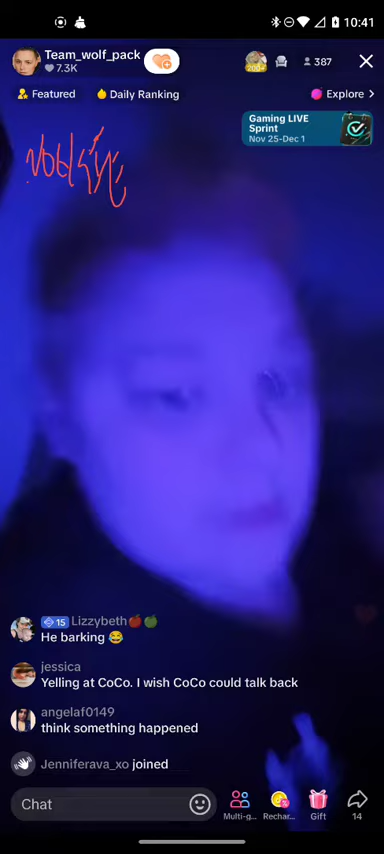 10:41
Team_wolf_pack
7.3K
200+
387
Featured
Daily Ranking
Explore >
Gaming LIVE
Sprint
Nov 25-Dec 1
15 Lizzybeth🍎🍏
He barking 😂
jessica
Yelling at CoCo. I wish CoCo could talk back
angelaf0149
think something happened
Jenniferava_xo joined
Chat
Multi-g...
Rechar...
Gift
14